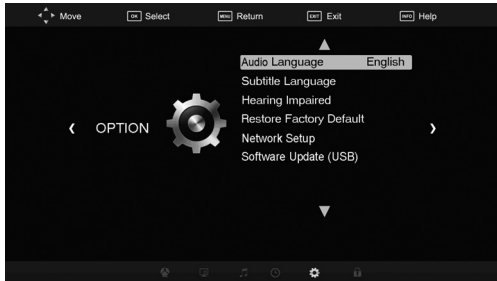 Move OK Select MENU Return EXIT Exit INFO Help
Audio Language English
Subtitle Language
Hearing Impaired
OPTION
Restore Factory Default
Network Setup
Software Update (USB)